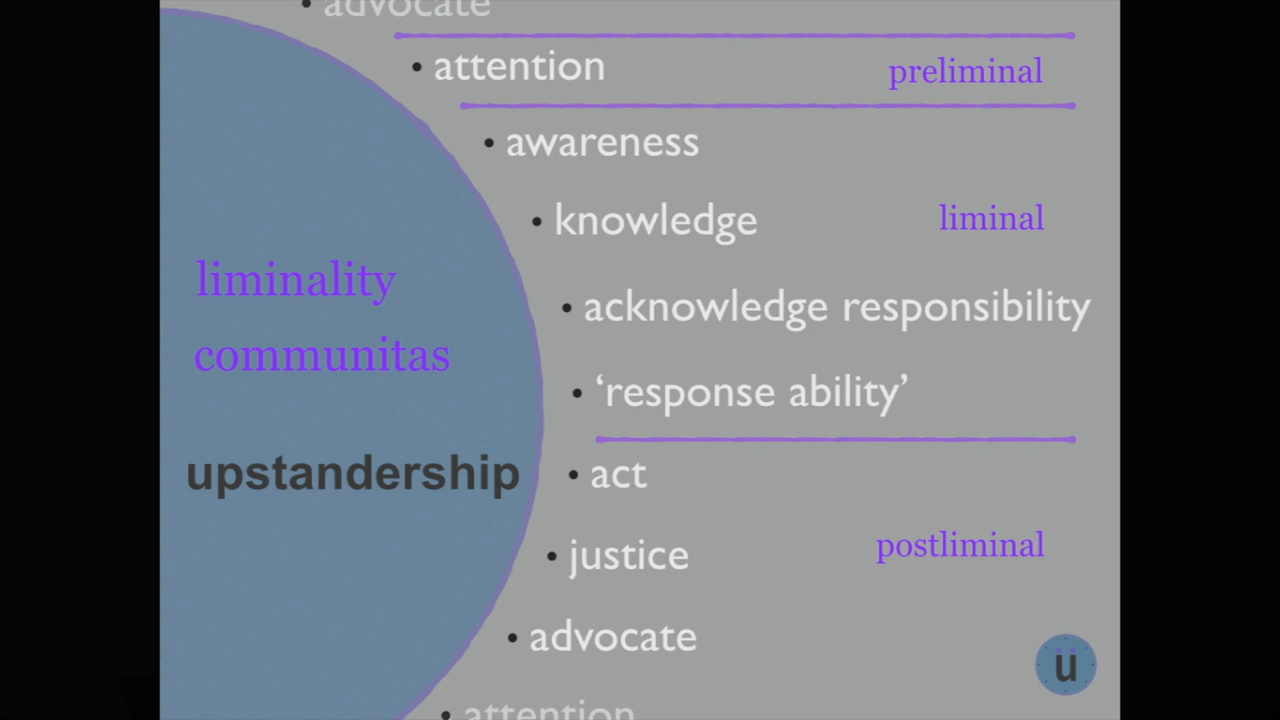 • advocate
• attention
preliminal
• awareness
• knowledge
liminal
liminality
• acknowledge responsibility
communitas
• ‘response ability’
upstandership
• act
• justice
postliminal
• advocate
ü
• attention